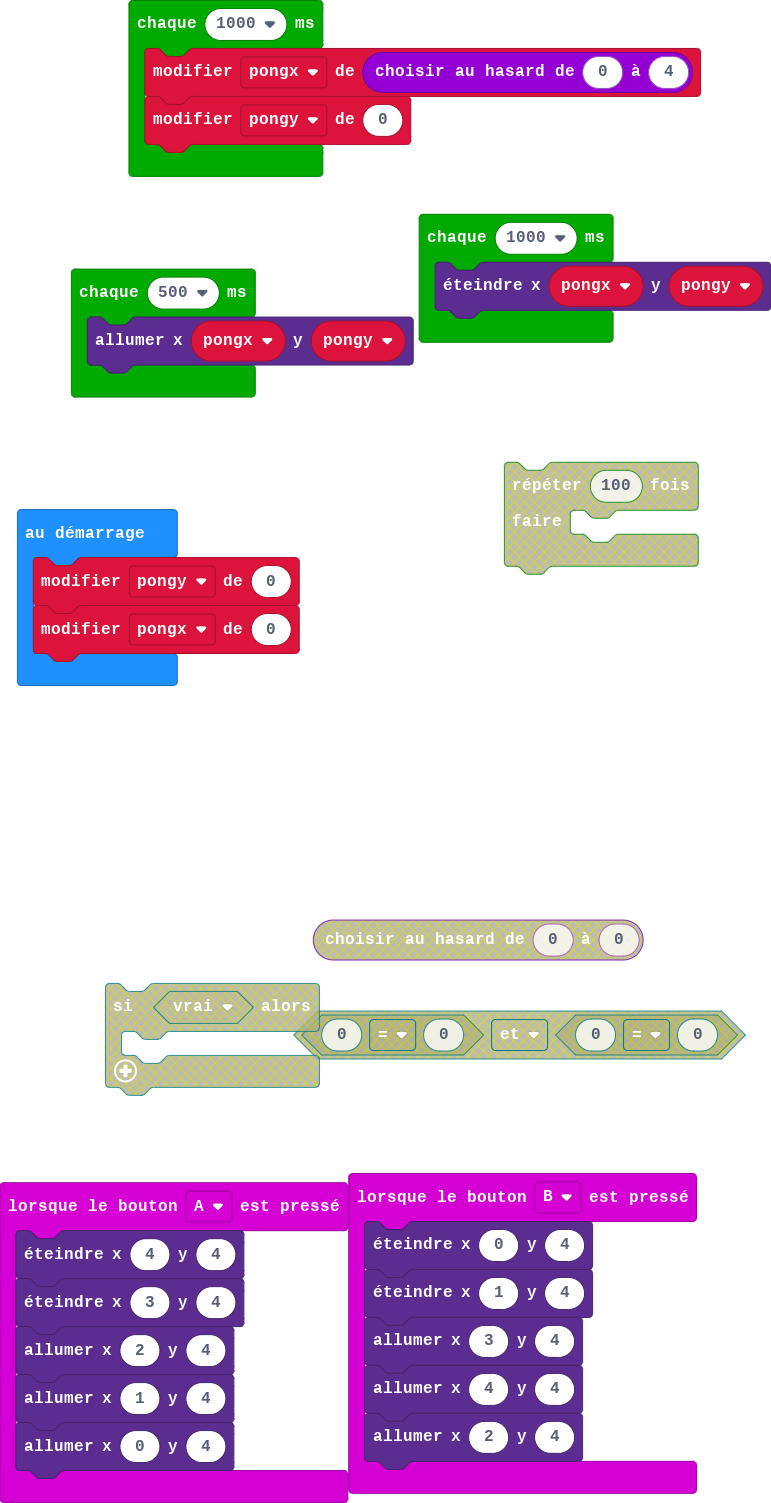 chaque 1000 ms
modifier pongx de choisir au hasard de 0 à 4
modifier pongy de 0
chaque 1000 ms
éteindre x pongx y pongy
chaque 500 ms
allumer x pongx y pongy
répéter 100 fois
faire
au démarrage
modifier pongy de 0
modifier pongx de 0
choisir au hasard de 0 à 0
si vrai alors
0 = 0 et 0 = 0
lorsque le bouton A est pressé
éteindre x 4 y 4
éteindre x 3 y 4
allumer x 2 y 4
allumer x 1 y 4
allumer x 0 y 4
lorsque le bouton B est pressé
éteindre x 0 y 4
éteindre x 1 y 4
allumer x 3 y 4
allumer x 4 y 4
allumer x 2 y 4